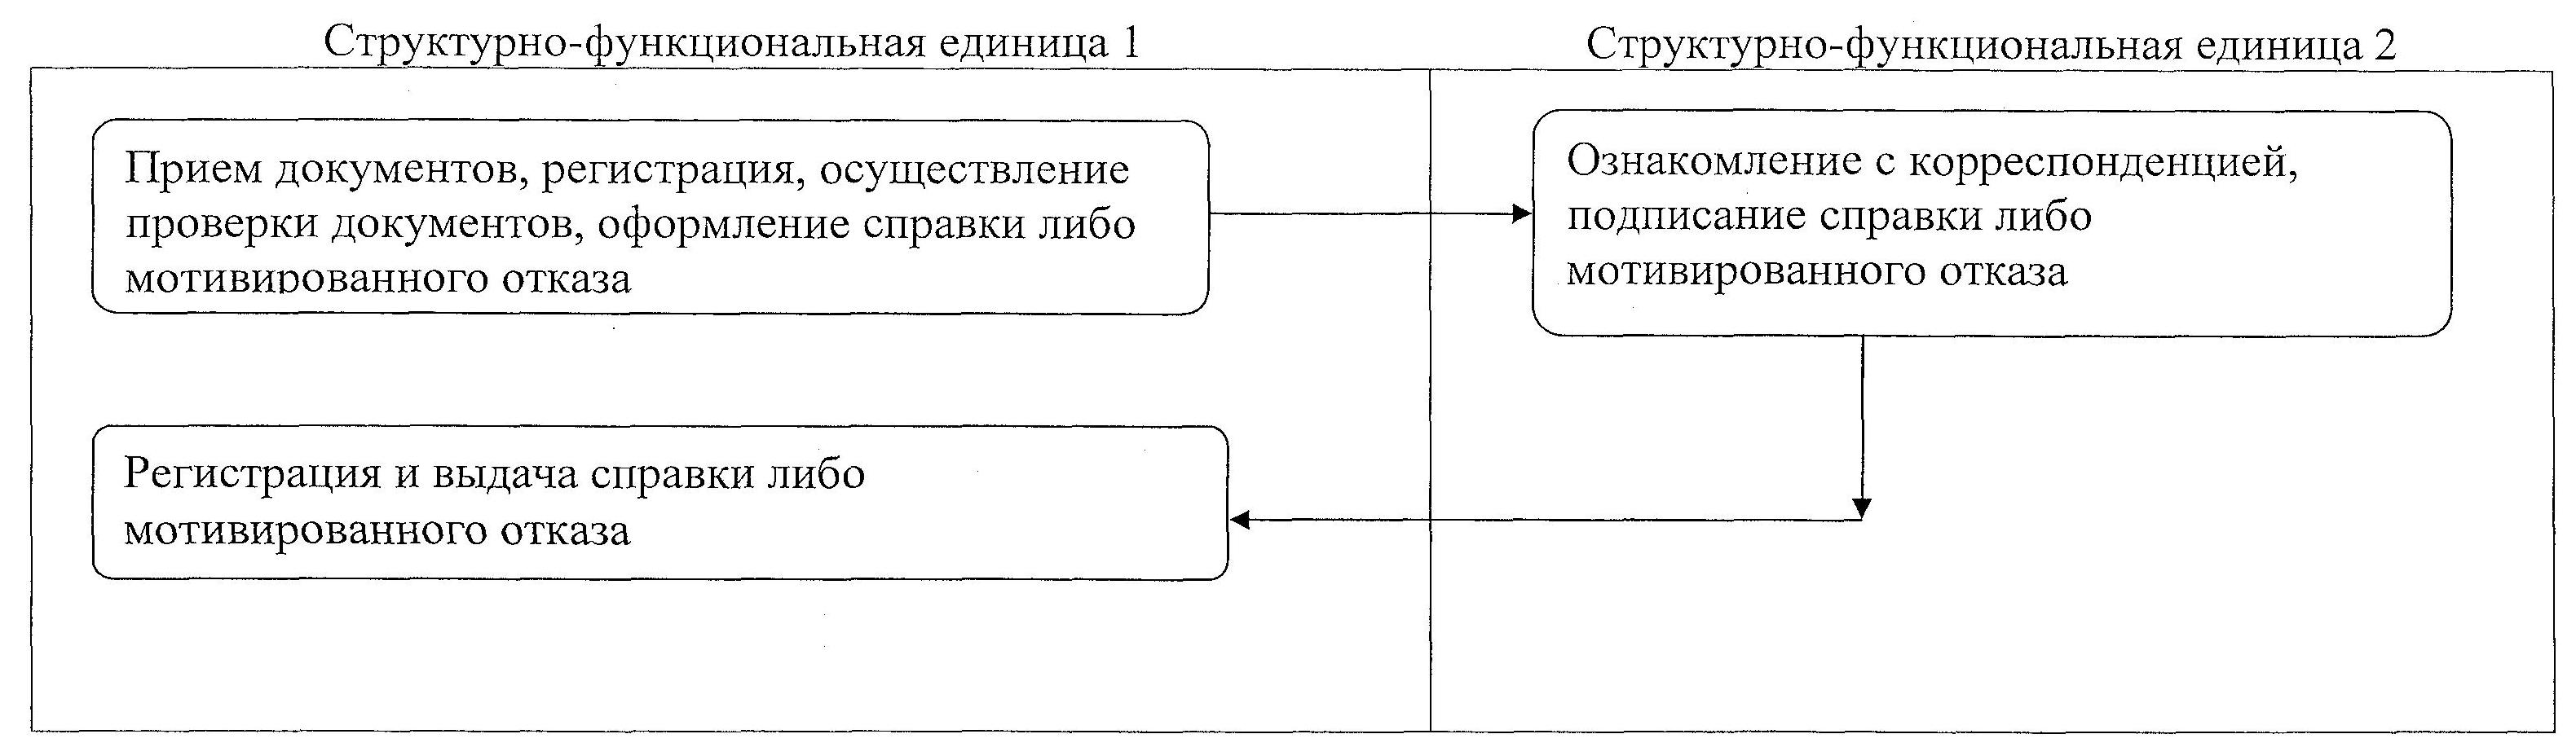 Структурно-функциональная единица 1
Структурно-функциональная единица 2
Прием документов, регистрация, осуществление
проверки документов, оформление справки либо
мотивированного отказа
Ознакомление с корреспонденцией,
подписание справки либо
мотивированного отказа
Регистрация и выдача справки либо
мотивированного отказа